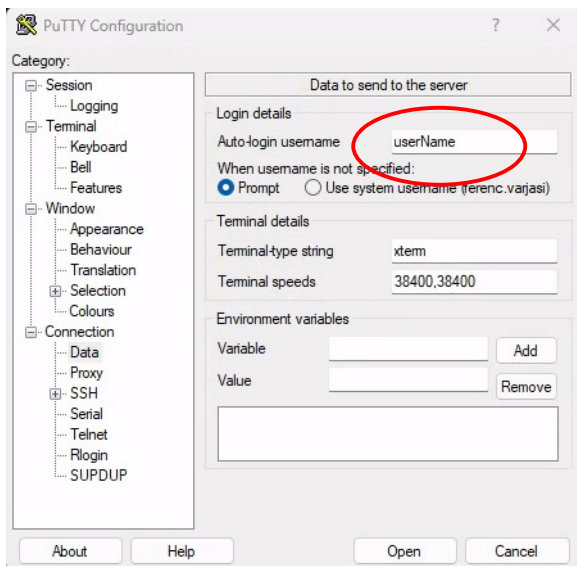 PuTTY Configuration
Category:
Session
Logging
Terminal
Keyboard
Bell
Features
Window
Appearance
Behaviour
Translation
Selection
Colours
Connection
Data
Proxy
SSH
Serial
Telnet
Rlogin
SUPDUP
Data to send to the server
Login details
Auto-login username userName
When username is not specified:
Prompt Use system username (ferenc.varjasi)
Terminal details
Terminal-type string xterm
Terminal speeds 38400,38400
Environment variables
Variable Add
Value Remove
About Help Open Cancel